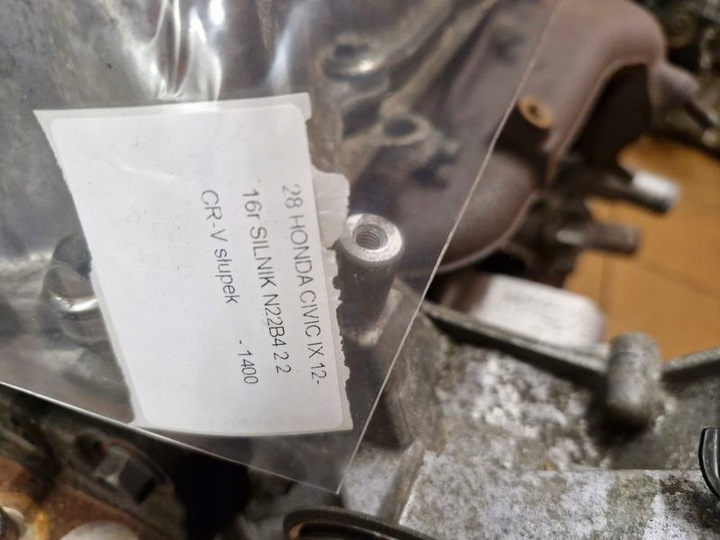 28 HONDA CIVIC IX 12-
16r SILNIK N22B4 2 2
CR-V słupek - 1400